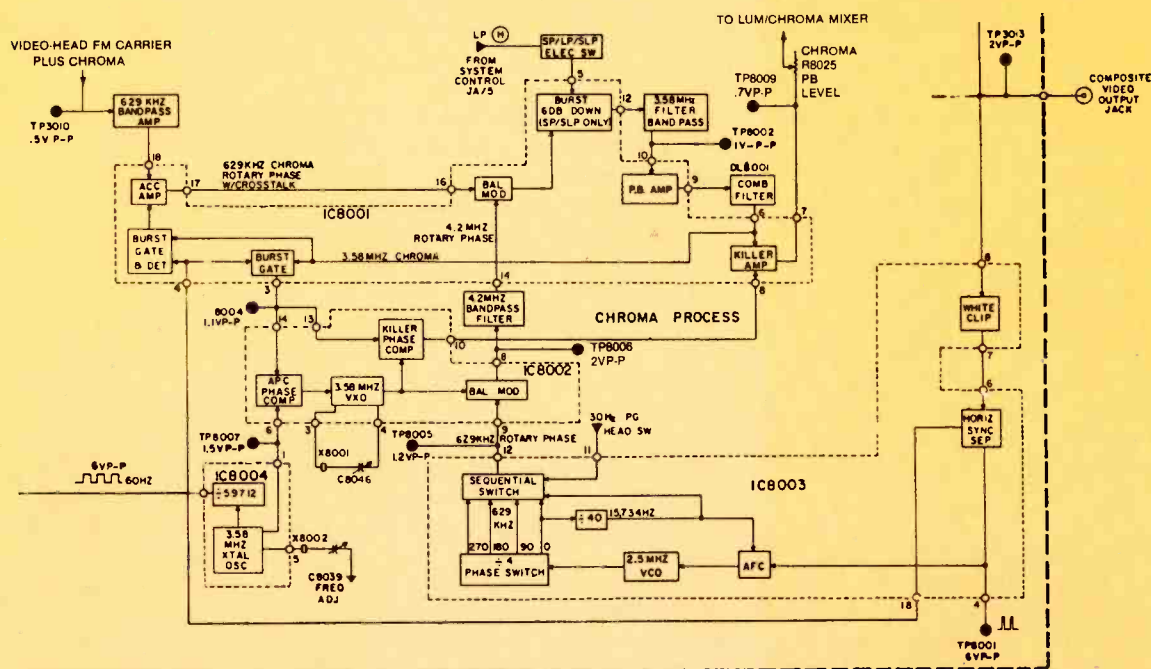 VIDEO-HEAD FM CARRIER
PLUS CHROMA
TP3010
.5V P-P
629 KHZ
BANDPASS
AMP
18
ACC
AMP
17
629KHZ CHROMA
ROTARY PHASE
W/CROSSTALK
16
IC8001
BAL
MOD
4.2 MHZ
ROTARY PHASE
BURST
GATE
& DET
4
BURST
GATE
3
3.58 MHZ CHROMA
14
LP H
FROM
SYSTEM
CONTROL
JA/5
SP/LP/SLP
ELEC SW
5
BURST
6DB DOWN
(SP/SLP ONLY)
12
3.58MHz
FILTER
BAND PASS
TP8002
1V-P-P
10
P.B. AMP
9
DL8001
COMB
FILTER
6
7
KILLER
AMP
8
TO LUM/CHROMA MIXER
CHROMA
R8025
PB
LEVEL
TP8009
.7VP-P
TP3013
2VP-P
COMPOSITE
VIDEO
OUTPUT
JACK
8004
1.1VP-P
14
13
KILLER
PHASE
COMP
10
4.2MHZ
BANDPASS
FILTER
CHROMA PROCESS
TP8006
2VP-P
8
IC8002
APC
PHASE
COMP
3.58 MHZ
VXO
BAL MOD
6
3
4
9
X8001
C8046
TP8007
1.5VP-P
TP8005
1.2VP-P
629KHZ ROTARY PHASE
12
30Hz PG
HEAD SW
11
8
WHITE
CLIP
7
6
HORIZ
SYNC
SEP
6VP-P
60HZ
1
IC8004
÷59712
3.58
MHZ
XTAL
OSC
5
X8002
C8039
FREQ
ADJ
SEQUENTIAL
SWITCH
629
KHZ
270 180 90 0
÷4
PHASE SWITCH
÷40
15,734HZ
2.5 MHZ
VCO
AFC
IC8003
18
4
TP8001
6VP-P